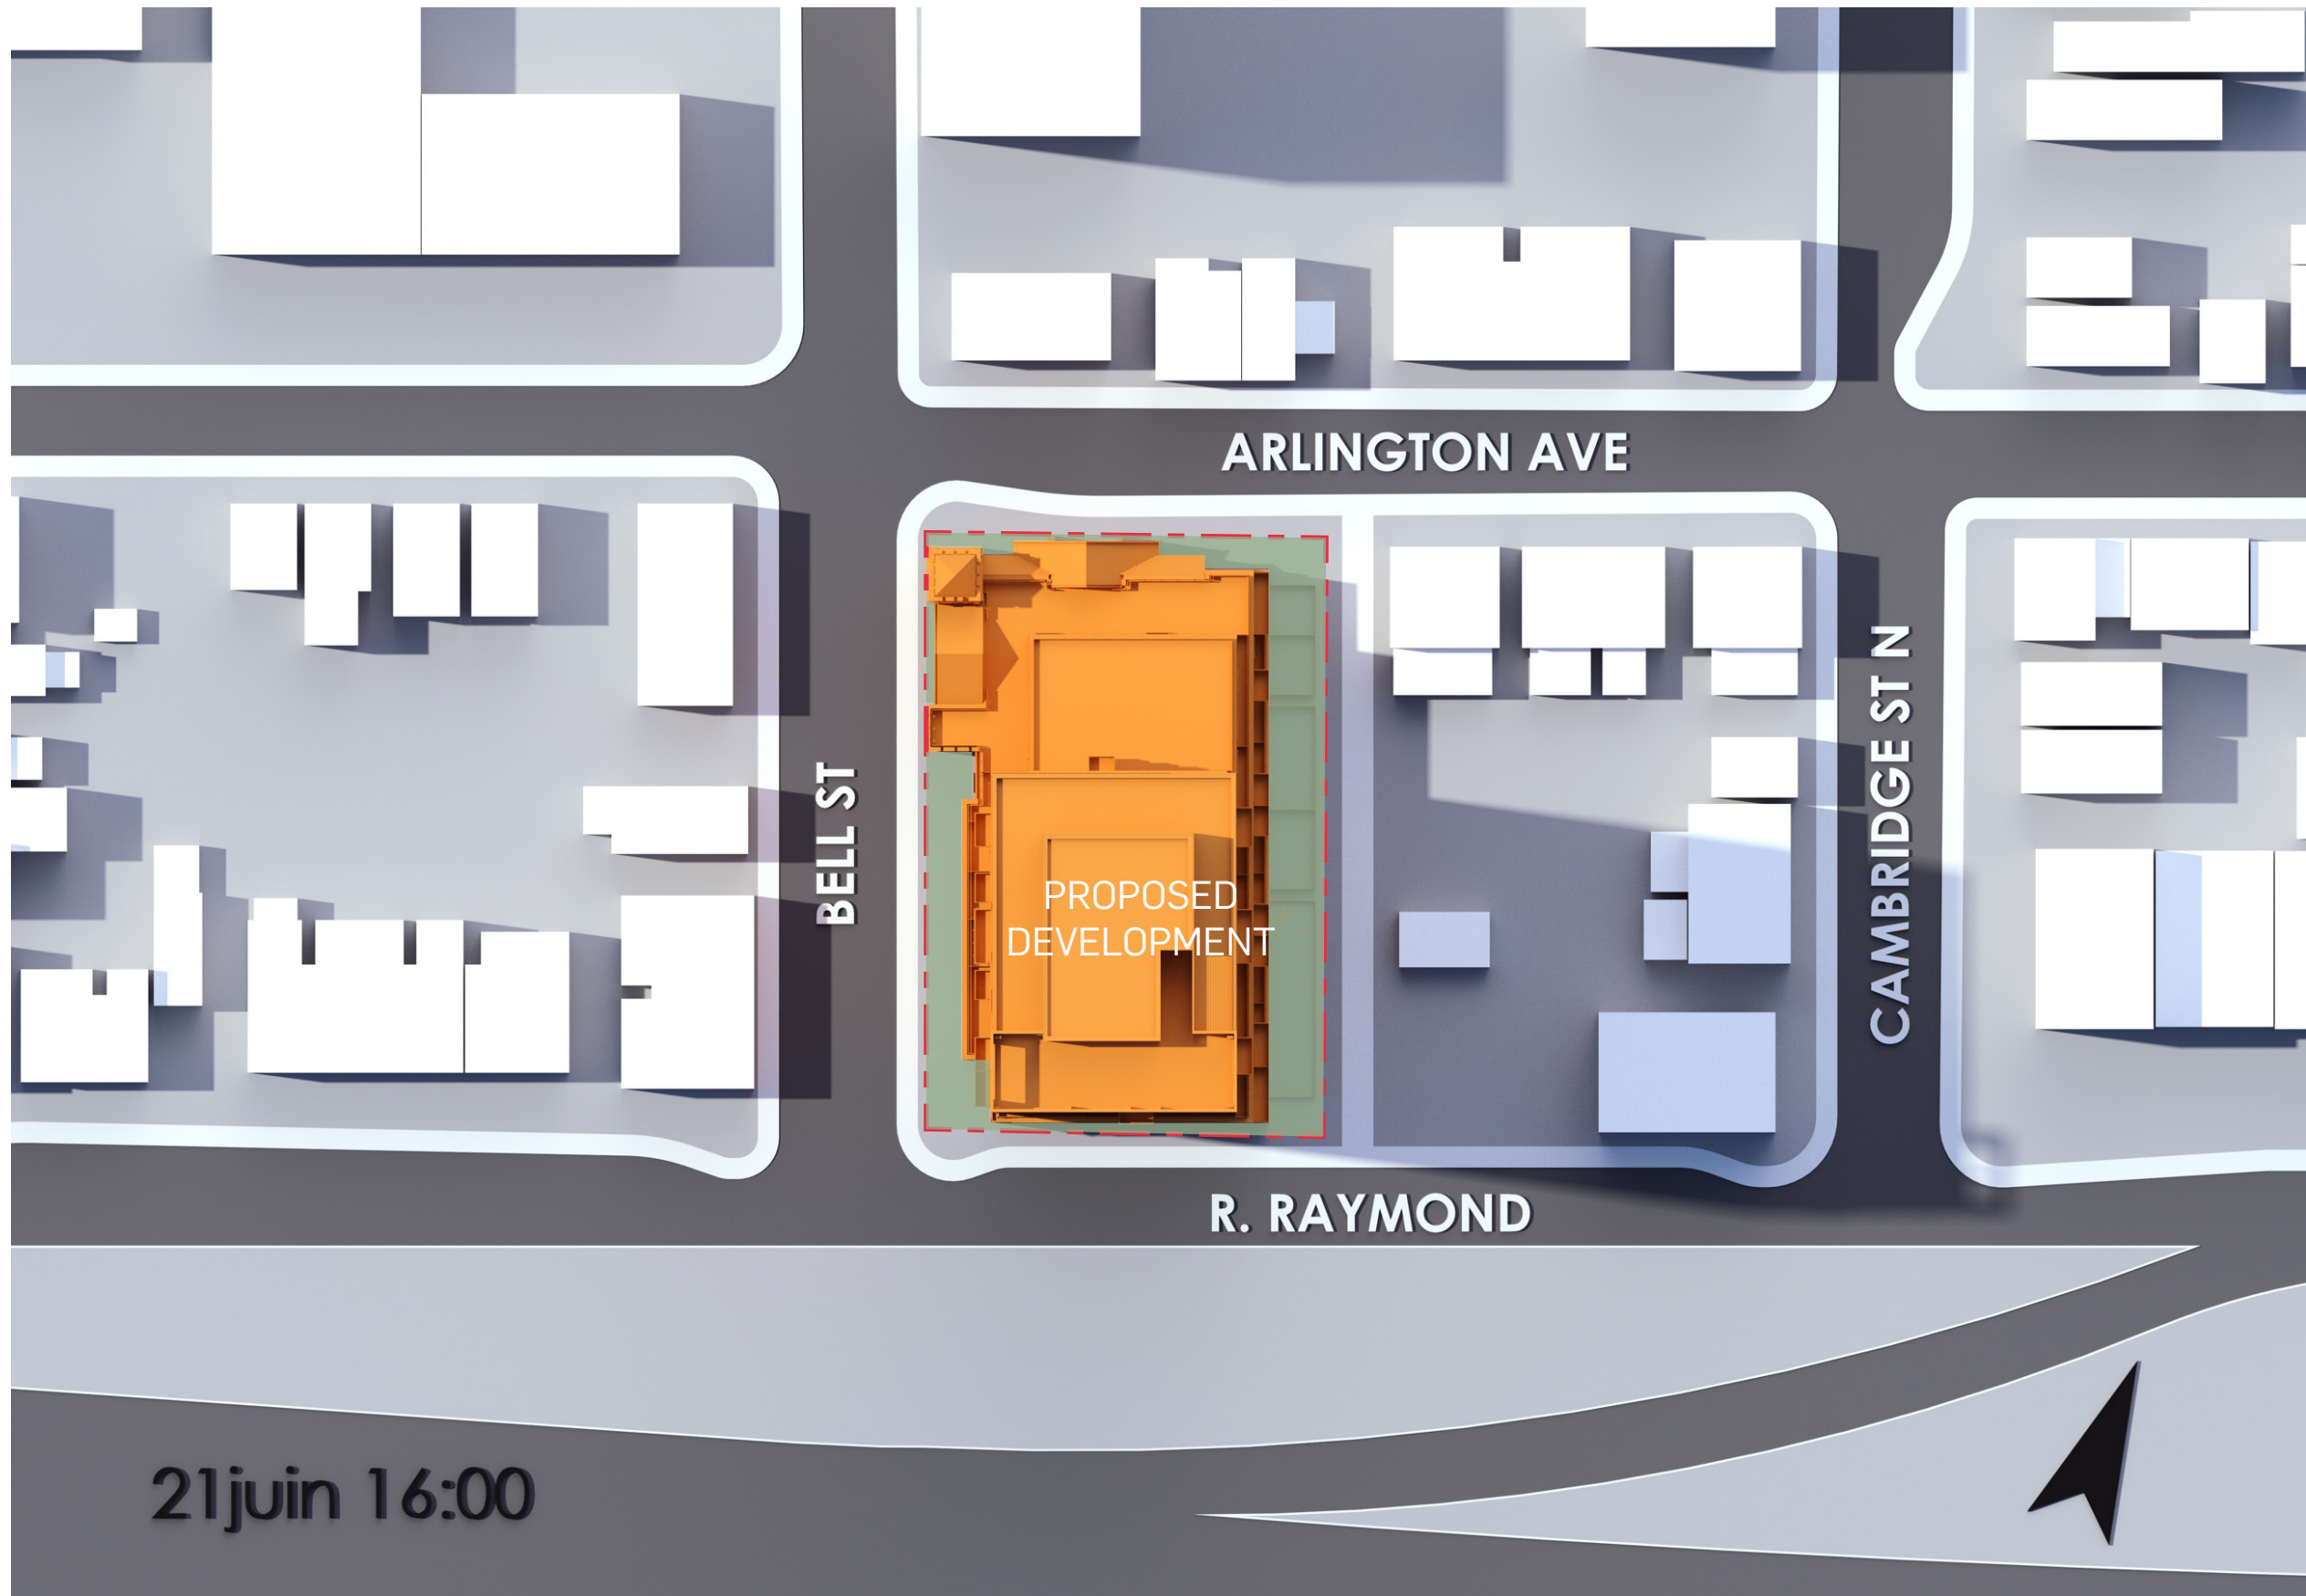 ARLINGTON AVE
BELL ST
CAMBRIDGE ST N
PROPOSED
DEVELOPMENT
R. RAYMOND
21juin 16:00